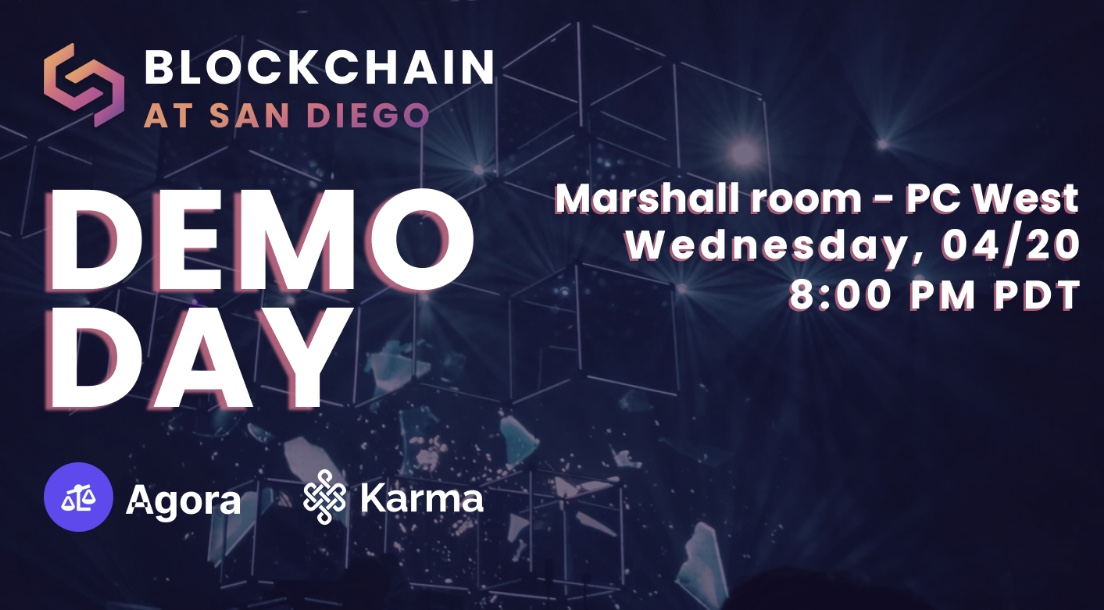 BLOCKCHAIN
AT SAN DIEGO
DEMO
DAY
Marshall room - PC West
Wednesday, 04/20
8:00 PM PDT
Agora
Karma